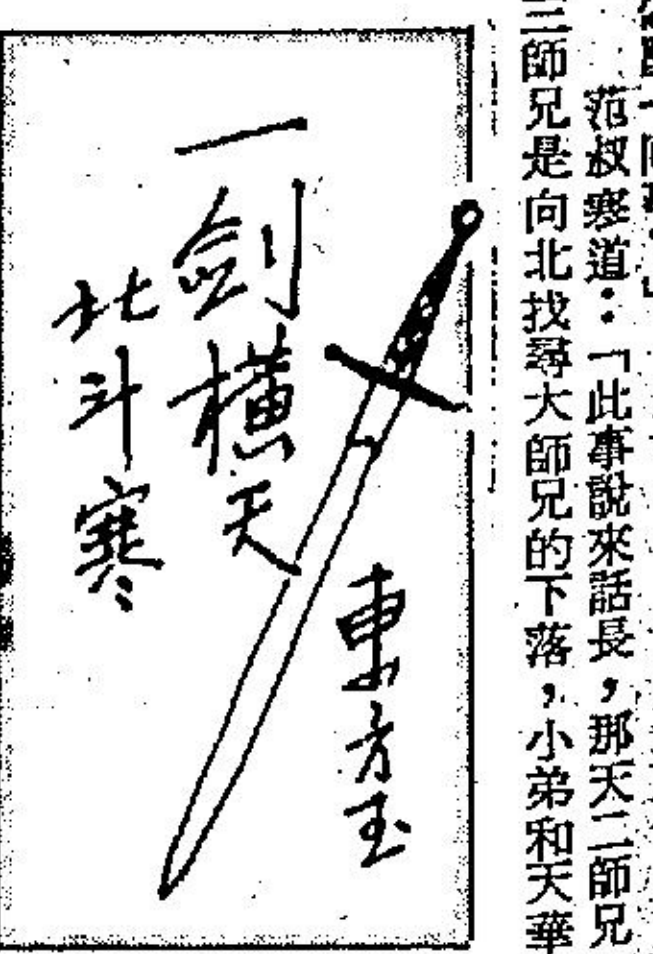 范叔寒道：「此事說來話長，那天二師兄
三師兄是向北找尋大師兄的下落，小弟和天華
一劍橫天
北斗寒
東方玉